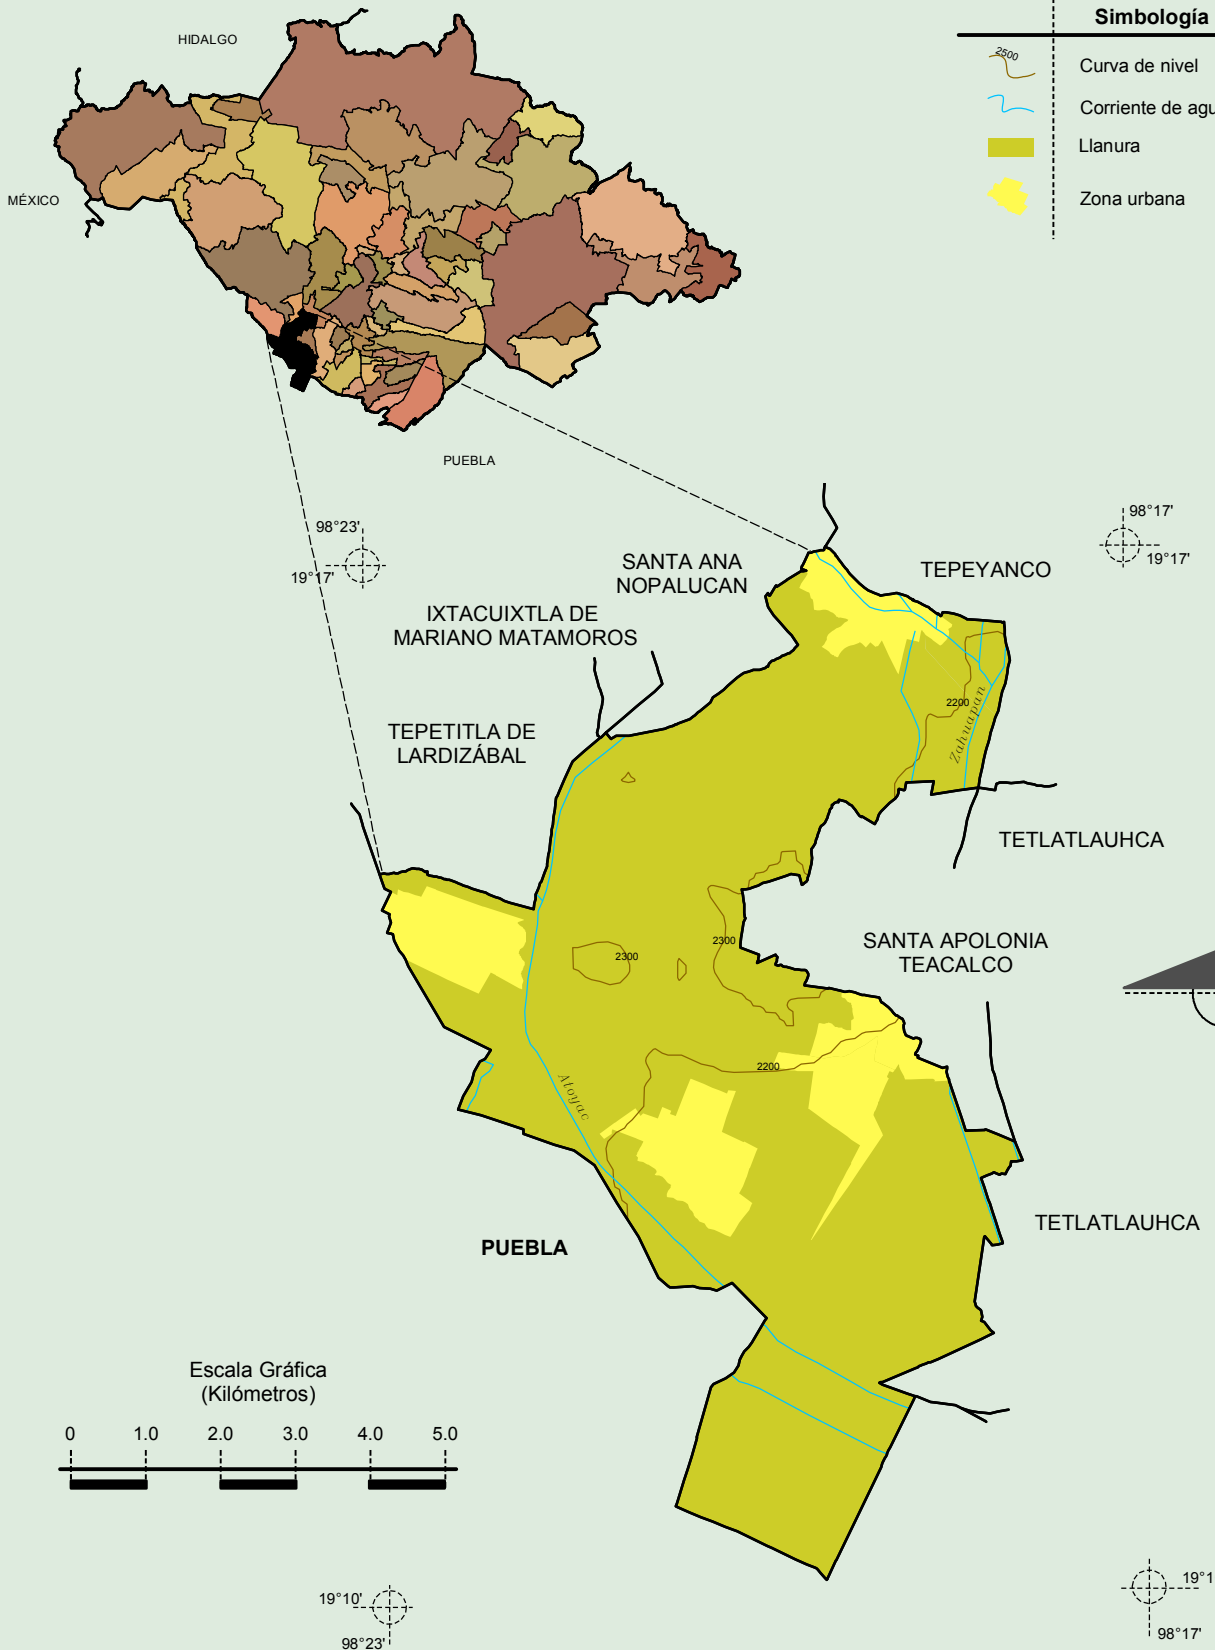 HIDALGO
MÉXICO
PUEBLA
Simbología
2500
Curva de nivel
Corriente de agu
Llanura
Zona urbana
98°23'
19°17'
98°17'
19°17'
SANTA ANA
NOPALUCAN
TEPEYANCO
IXTACUIXTLA DE
MARIANO MATAMOROS
TEPETITLA DE
LARDIZÁBAL
2200
Zahuapan
TETLATLAUHCA
SANTA APOLONIA
TEACALCO
2300
2300
2200
Atoyac
TETLATLAUHCA
PUEBLA
Escala Gráfica
(Kilómetros)
0 1.0 2.0 3.0 4.0 5.0
19°10'
98°23'
19°1
98°17'